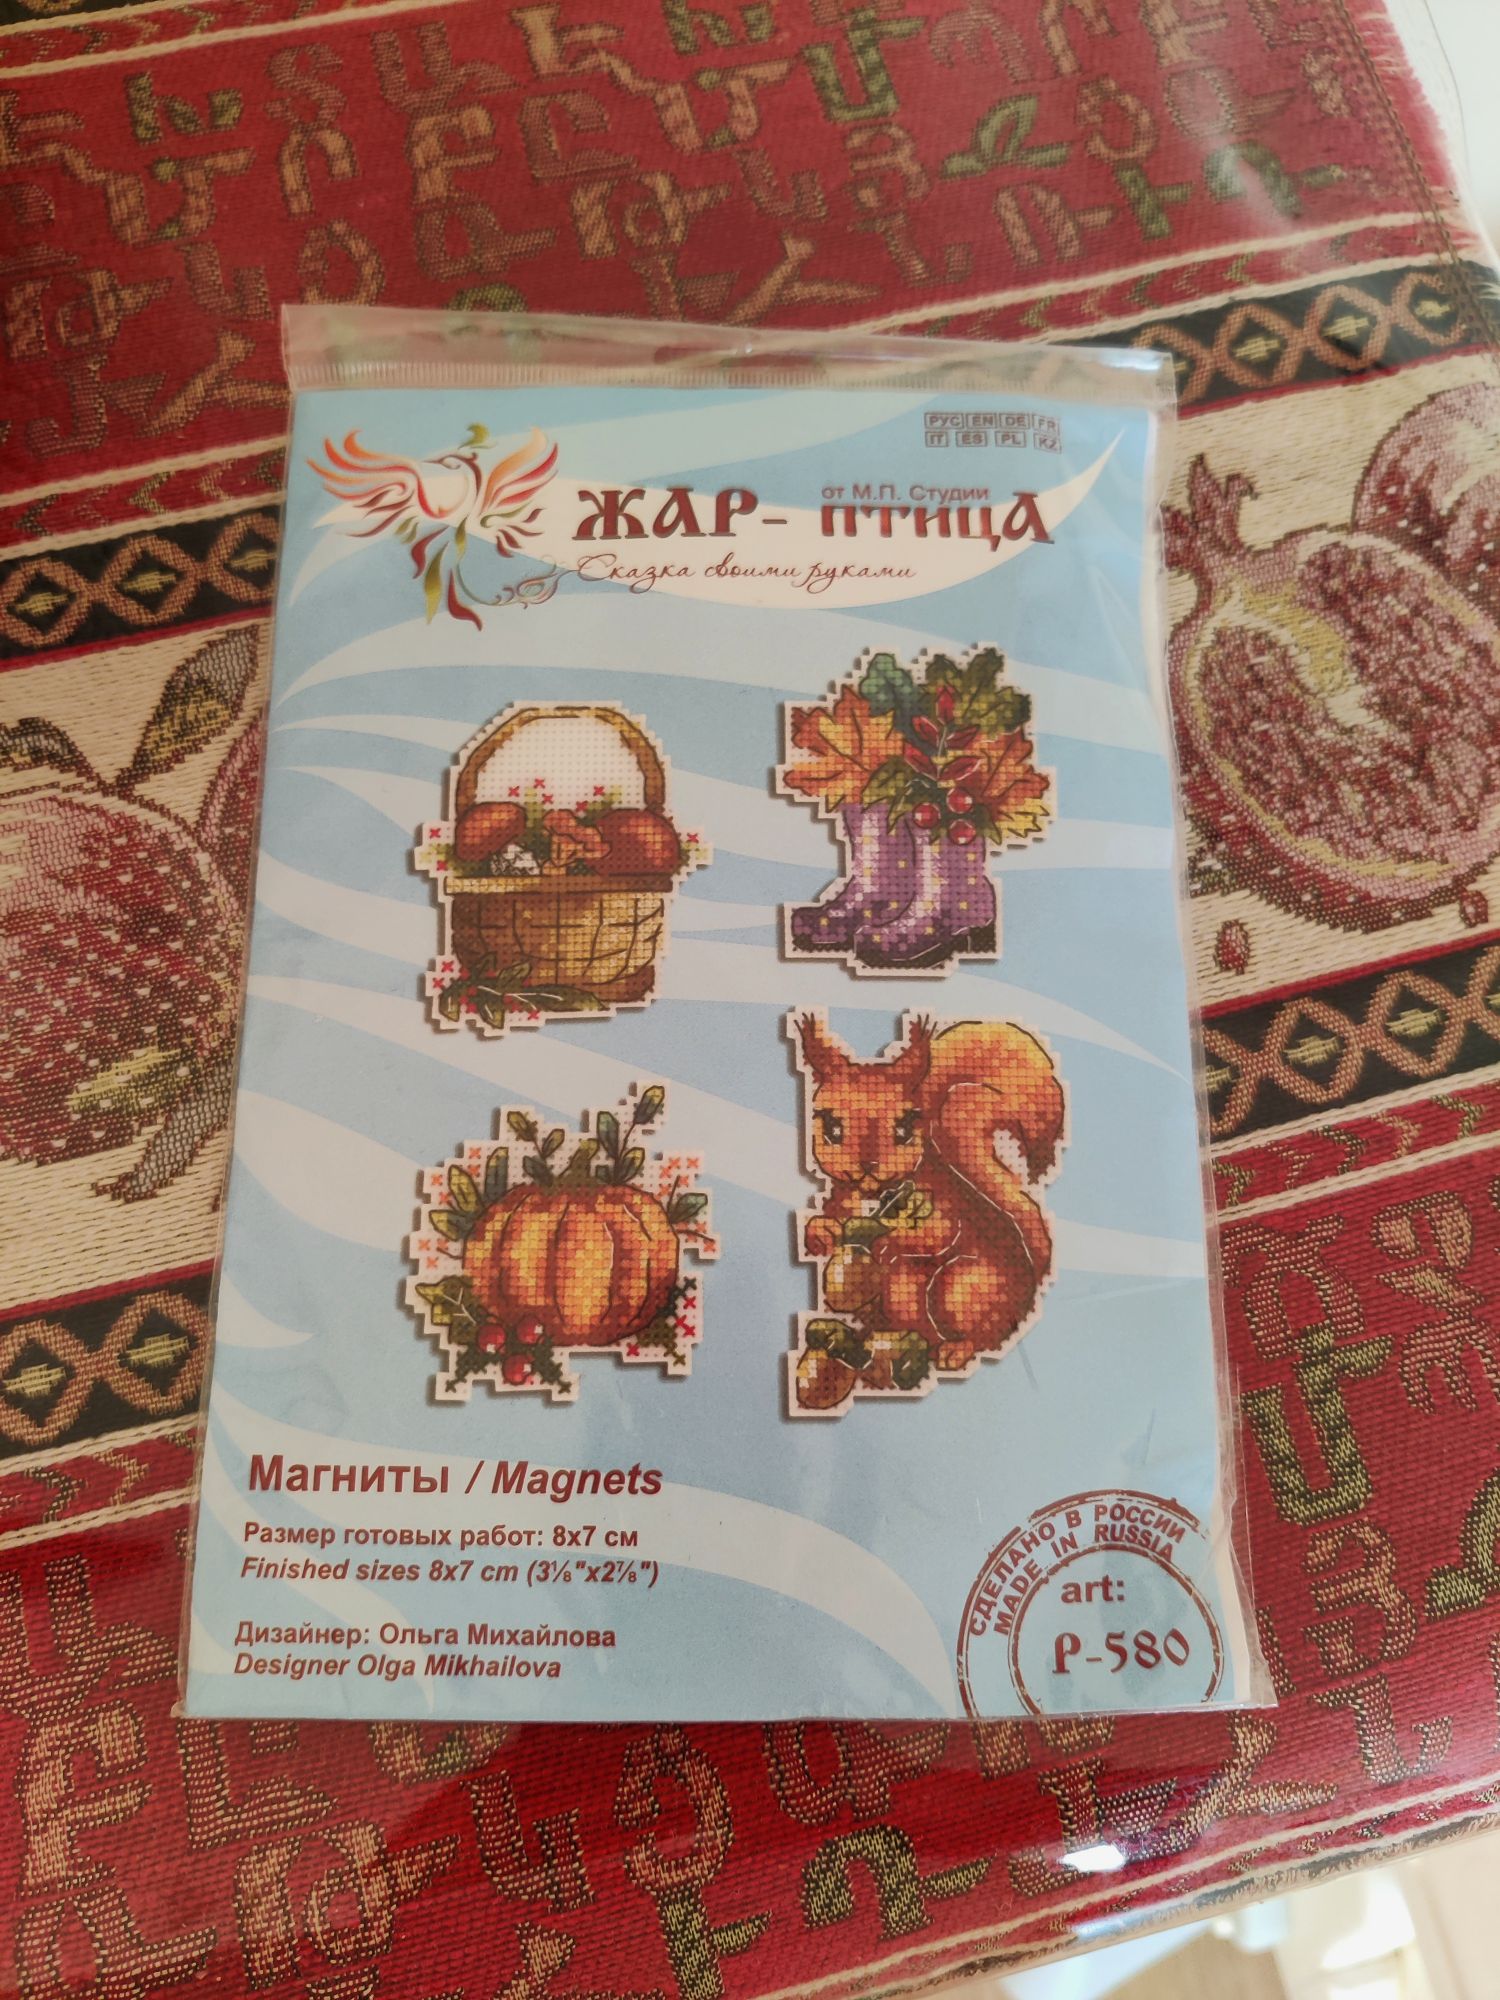 РУС EN DE FR
IT ES PL KZ
от М.П. Студии
ЖАР-ПТИЦА
Сказка своими руками
Магниты / Magnets
Размер готовых работ: 8х7 см
Finished sizes 8x7 cm (3⅛"x2⅞")
Дизайнер: Ольга Михайлова
Designer Olga Mikhailova
СДЕЛАНО В РОССИИ
MADE IN RUSSIA
art:
Р-580